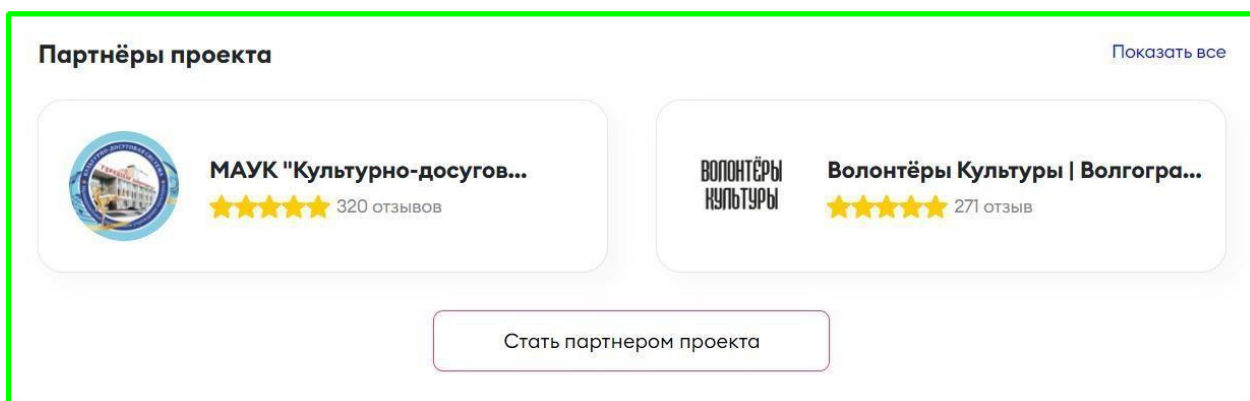 Партнёры проекта
Показать все
МАУК "Культурно-досугов...
320 отзывов
ВОЛОНТЁРЫ
КУЛЬТУРЫ
Волонтёры Культуры | Волгогра...
271 отзыв
Стать партнером проекта